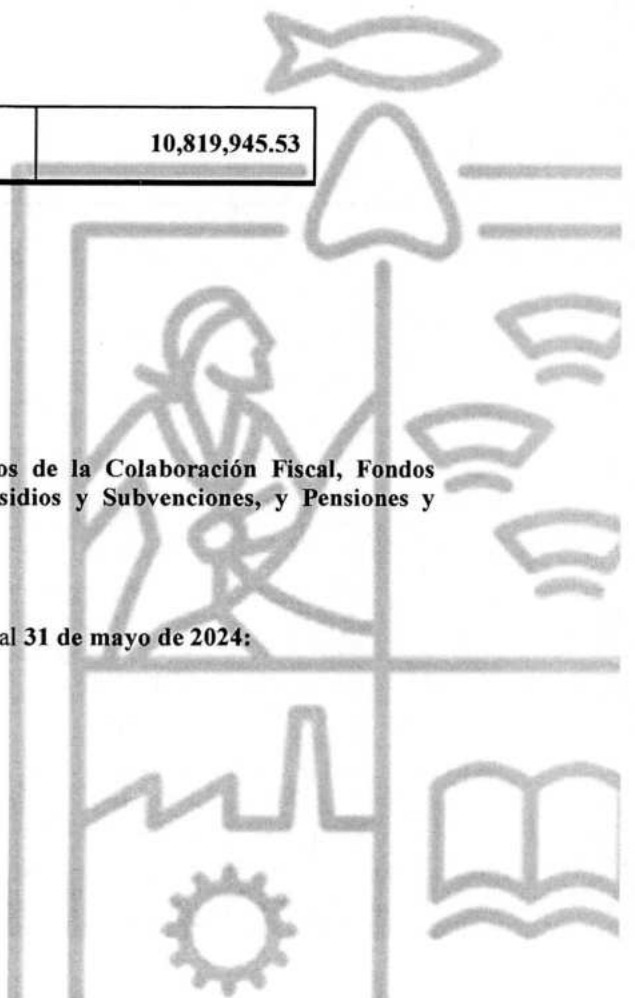 10,819,945.53
os de la Colaboración Fiscal, Fondos
sidios y Subvenciones, y Pensiones y
al 31 de mayo de 2024: